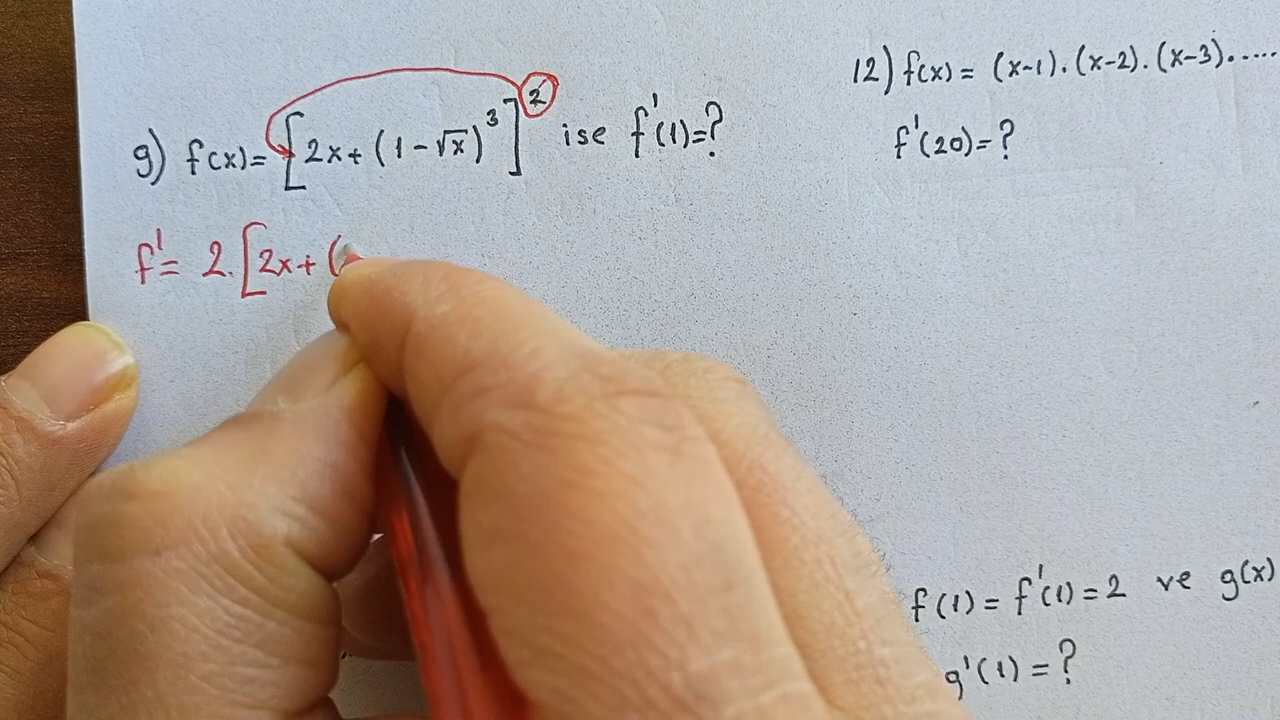 9) f(x)= [2x+(1-√x)³]² ise f'(1)=?
f'= 2.[2x+(
12) f(x)= (x-1).(x-2).(x-3).....
f'(20)=?
f(1)=f'(1)=2 ve g(x)
g'(1)=?